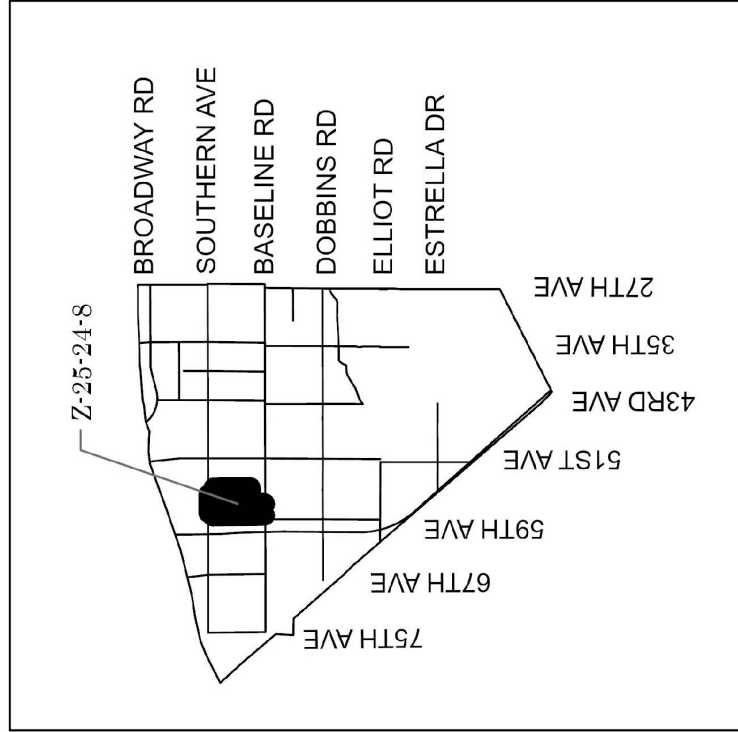 BROADWAY RD
SOUTHERN AVE
BASELINE RD
DOBBINS RD
ELLIOT RD
ESTRELLA DR
Z-25-24-8
27TH AVE
35TH AVE
43RD AVE
51ST AVE
59TH AVE
67TH AVE
75TH AVE